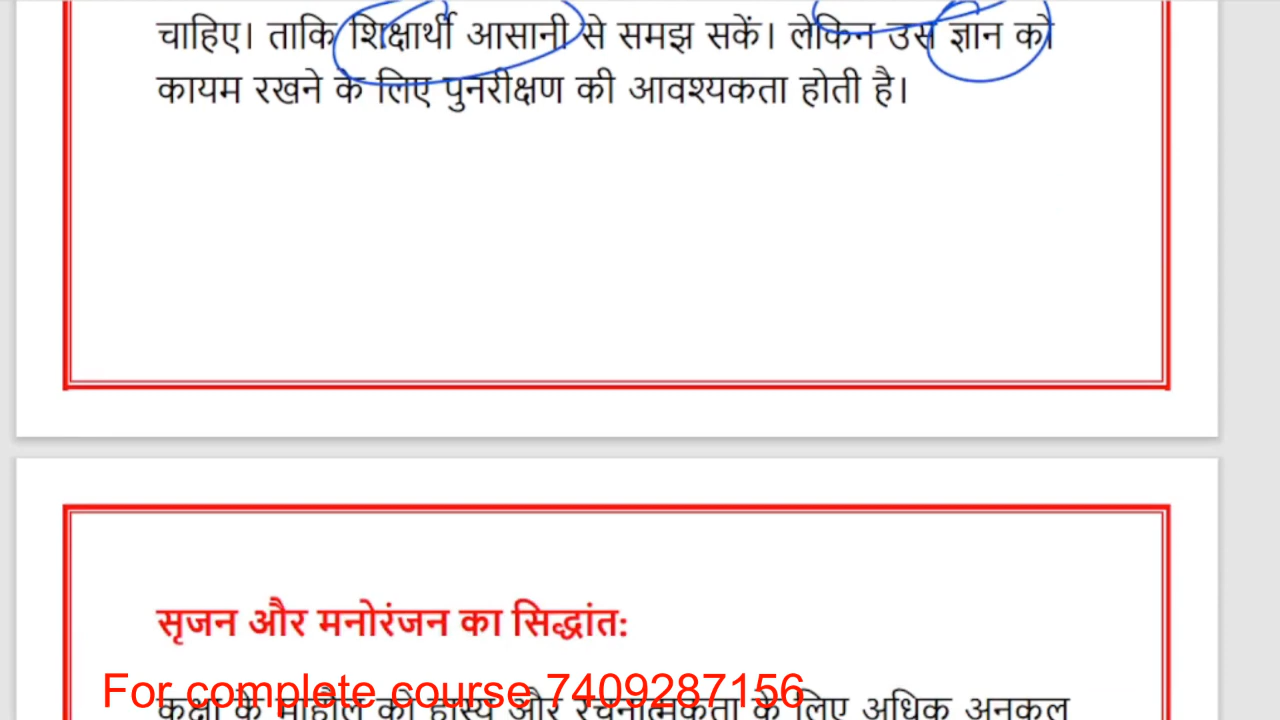 चाहिए। ताकि शिक्षार्थी आसानी से समझ सकें। लेकिन उस ज्ञान को
कायम रखने के लिए पुनरीक्षण की आवश्यकता होती है।
सृजन और मनोरंजन का सिद्धांत:
For complete course 7409287156
कक्षा के माहौल को हास्य और रचनात्मकता के लिए अधिक अनुकूल